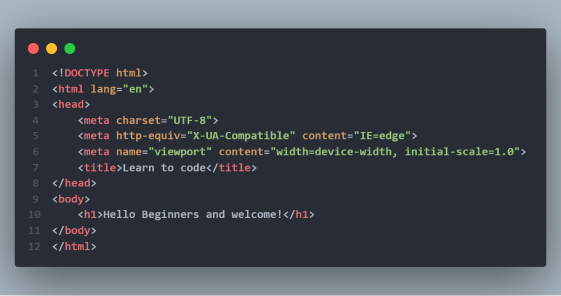 1 <!DOCTYPE html>
2 <html lang="en">
3 <head>
4     <meta charset="UTF-8">
5     <meta http-equiv="X-UA-Compatible" content="IE=edge">
6     <meta name="viewport" content="width=device-width, initial-scale=1.0">
7     <title>Learn to code</title>
8 </head>
9 <body>
10     <h1>Hello Beginners and welcome!</h1>
11 </body>
12 </html>